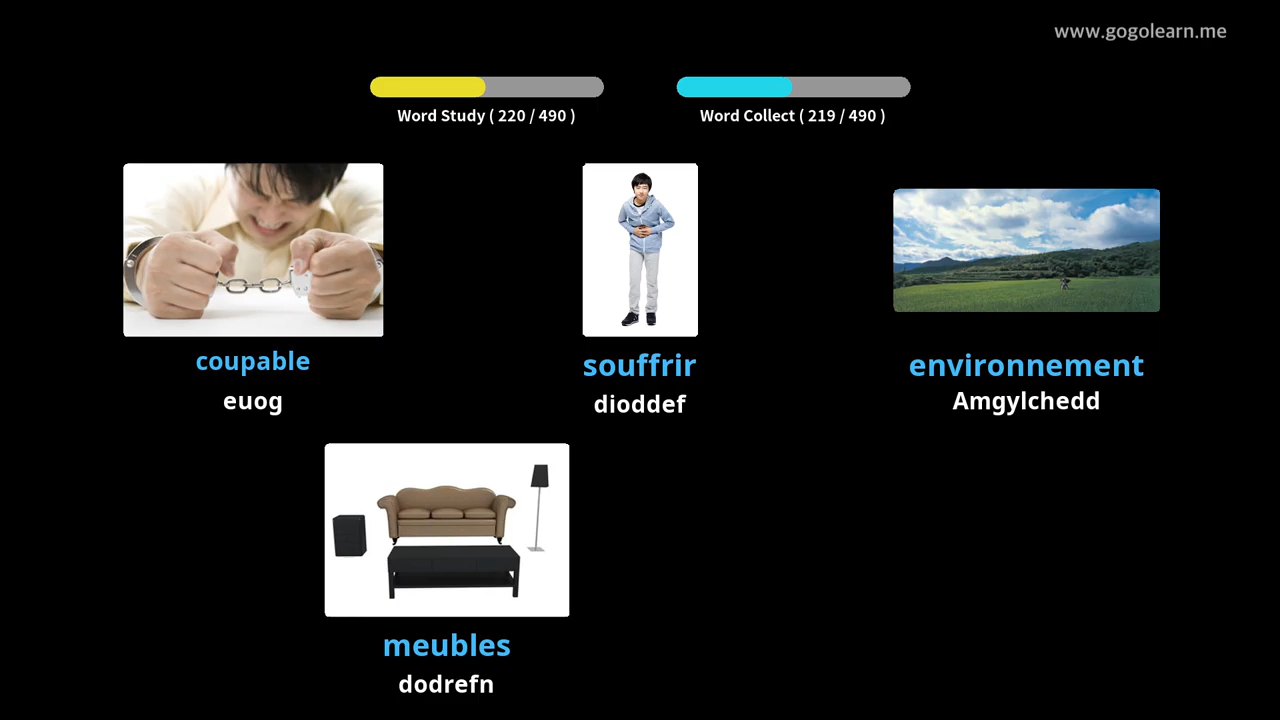 www.gogolearn.me
Word Study ( 220 / 490 )
Word Collect ( 219 / 490 )
coupable
euog
souffrir
dioddef
environnement
Amgylchedd
meubles
dodrefn